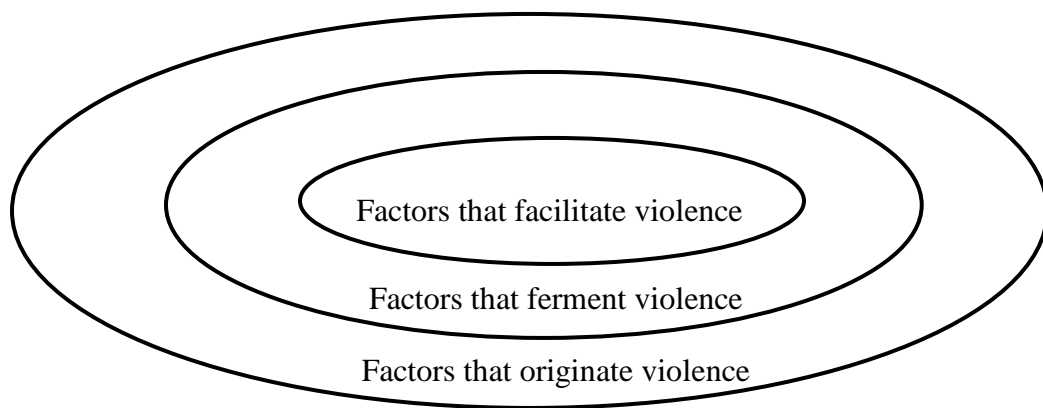 Factors that facilitate violence
Factors that ferment violence
Factors that originate violence